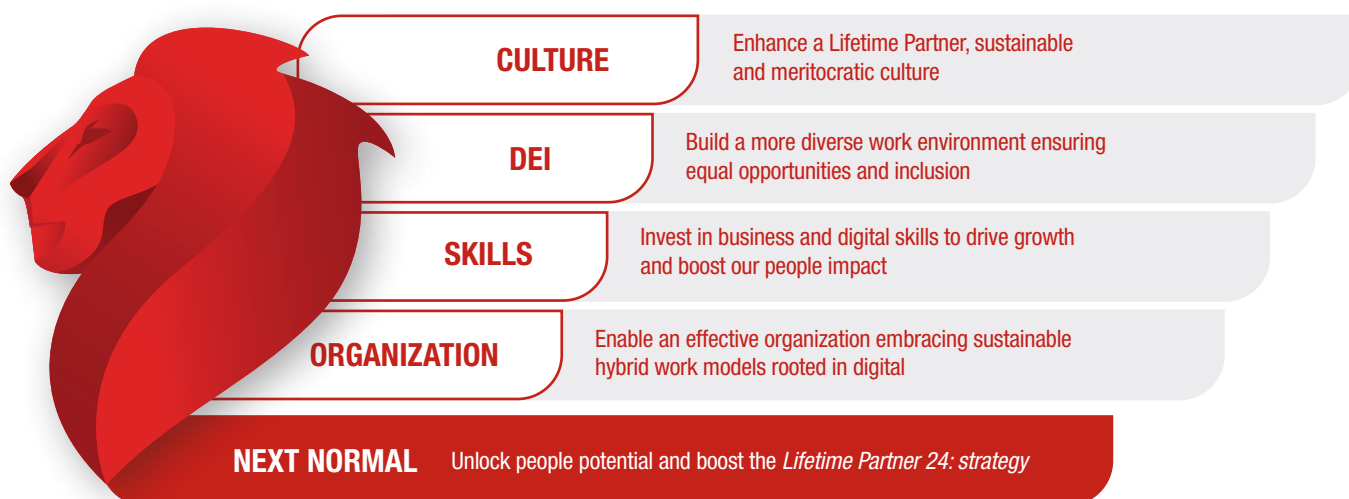 CULTURE
Enhance a Lifetime Partner, sustainable
and meritocratic culture
DEI
Build a more diverse work environment ensuring
equal opportunities and inclusion
SKILLS
Invest in business and digital skills to drive growth
and boost our people impact
ORGANIZATION
Enable an effective organization embracing sustainable
hybrid work models rooted in digital
NEXT NORMAL Unlock people potential and boost the Lifetime Partner 24: strategy